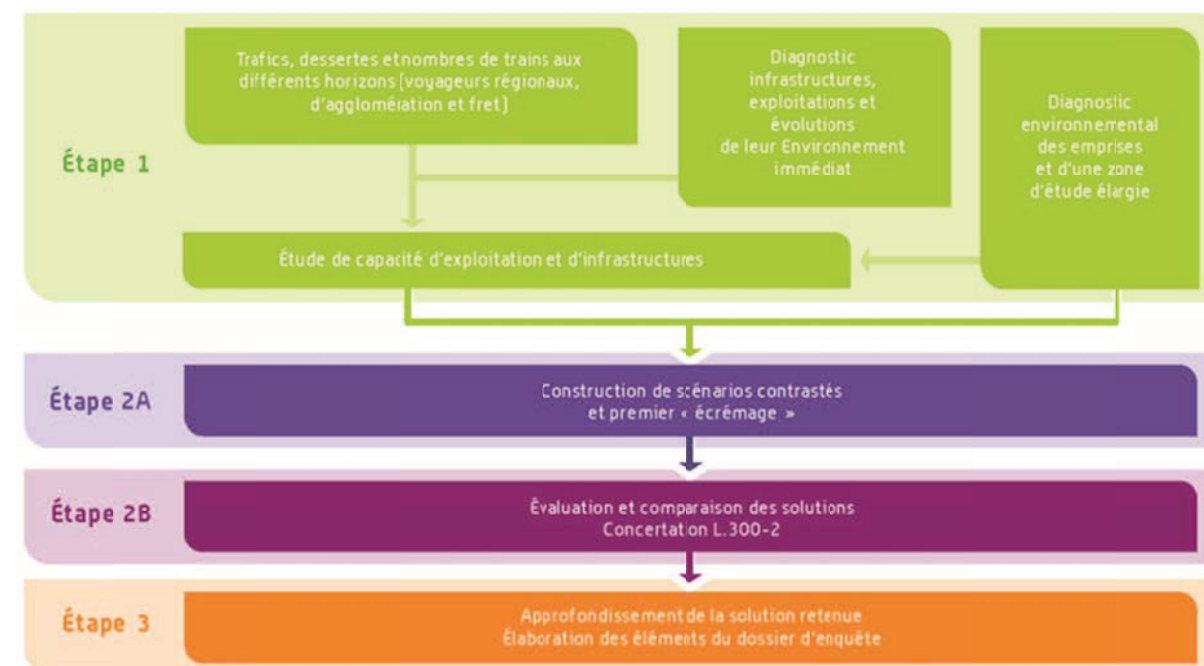 Étape 1
Trafics, dessertes etnombres de trains aux
différents horizons (voyageurs régionaux,
d'agglomération et fret)
Diagnostic
infrastructures,
exploitations et
évolutions
de leur Environnement
immédiat
Diagnostic
environnemental
des emprises
et d'une zone
d'étude élargie
Étude de capacité d'exploitation et d'infrastructures
Étape 2A
Construction de scénarios contrastés
et premier « écrémage »
Étape 2B
Évaluation et comparaison des solutions
Concertation L.300-2
Étape 3
Approfondissement de la solution retenue
Élaboration des éléments du dossier d'enquête